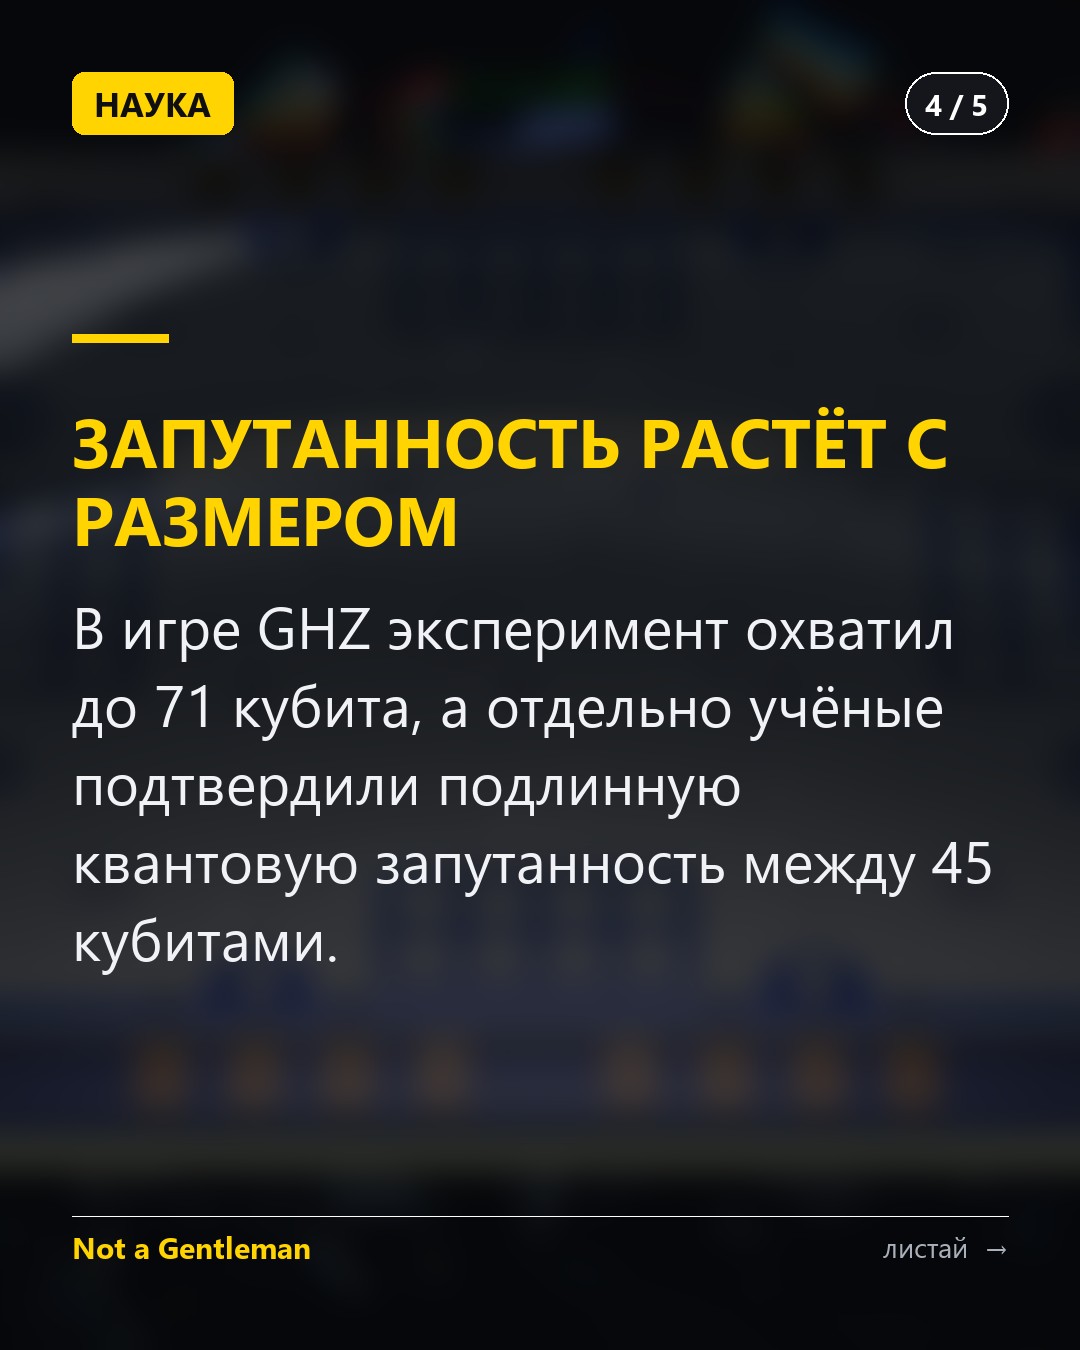 НАУКА
4 / 5
ЗАПУТАННОСТЬ РАСТЁТ С
РАЗМЕРОМ
В игре GHZ эксперимент охватил
до 71 кубита, а отдельно учёные
подтвердили подлинную
квантовую запутанность между 45
кубитами.
Not a Gentleman
листай →